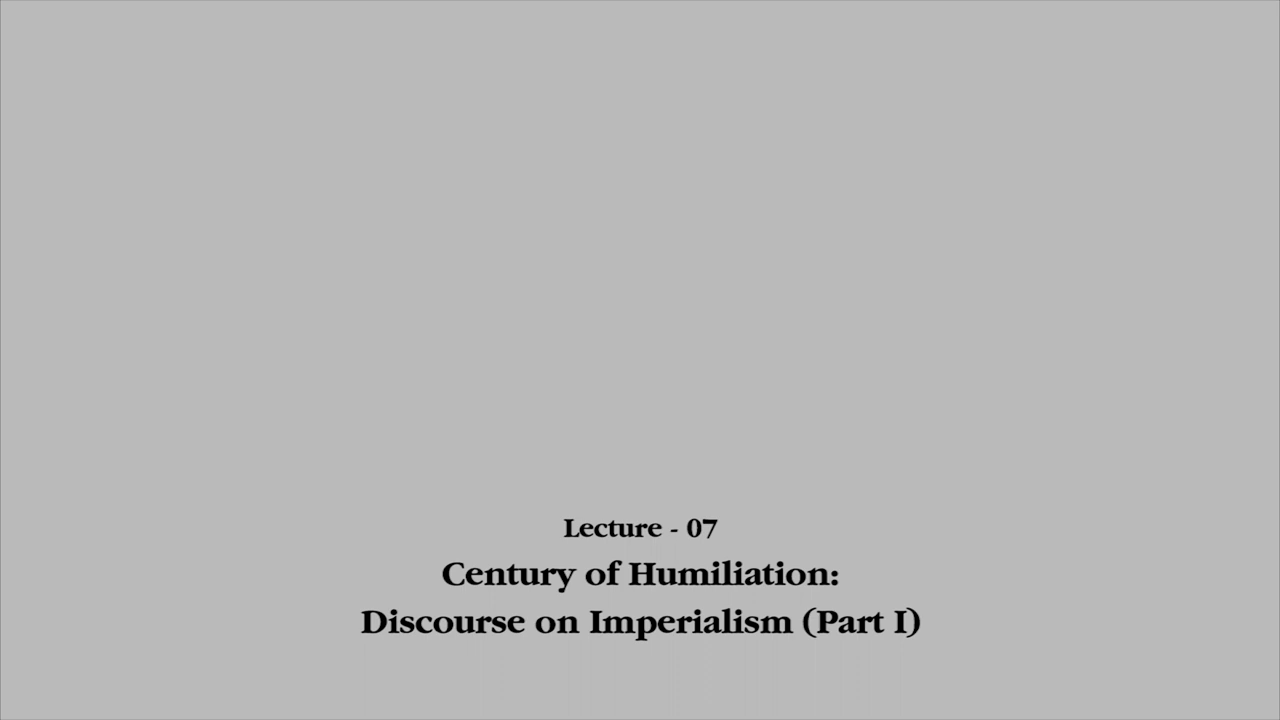 Lecture - 07
Century of Humiliation:
Discourse on Imperialism (Part I)